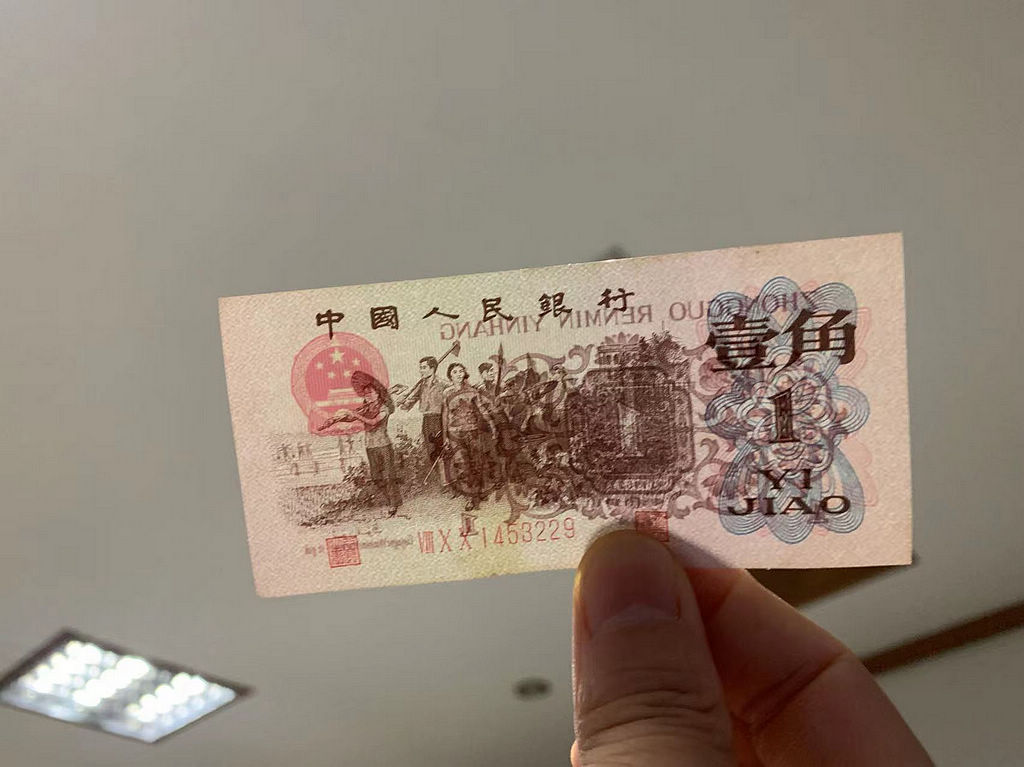 中國人民銀行
ZHONGGUO RENMIN YINHANG
壹角
1
YI
JIAO
VIII X X 1453229